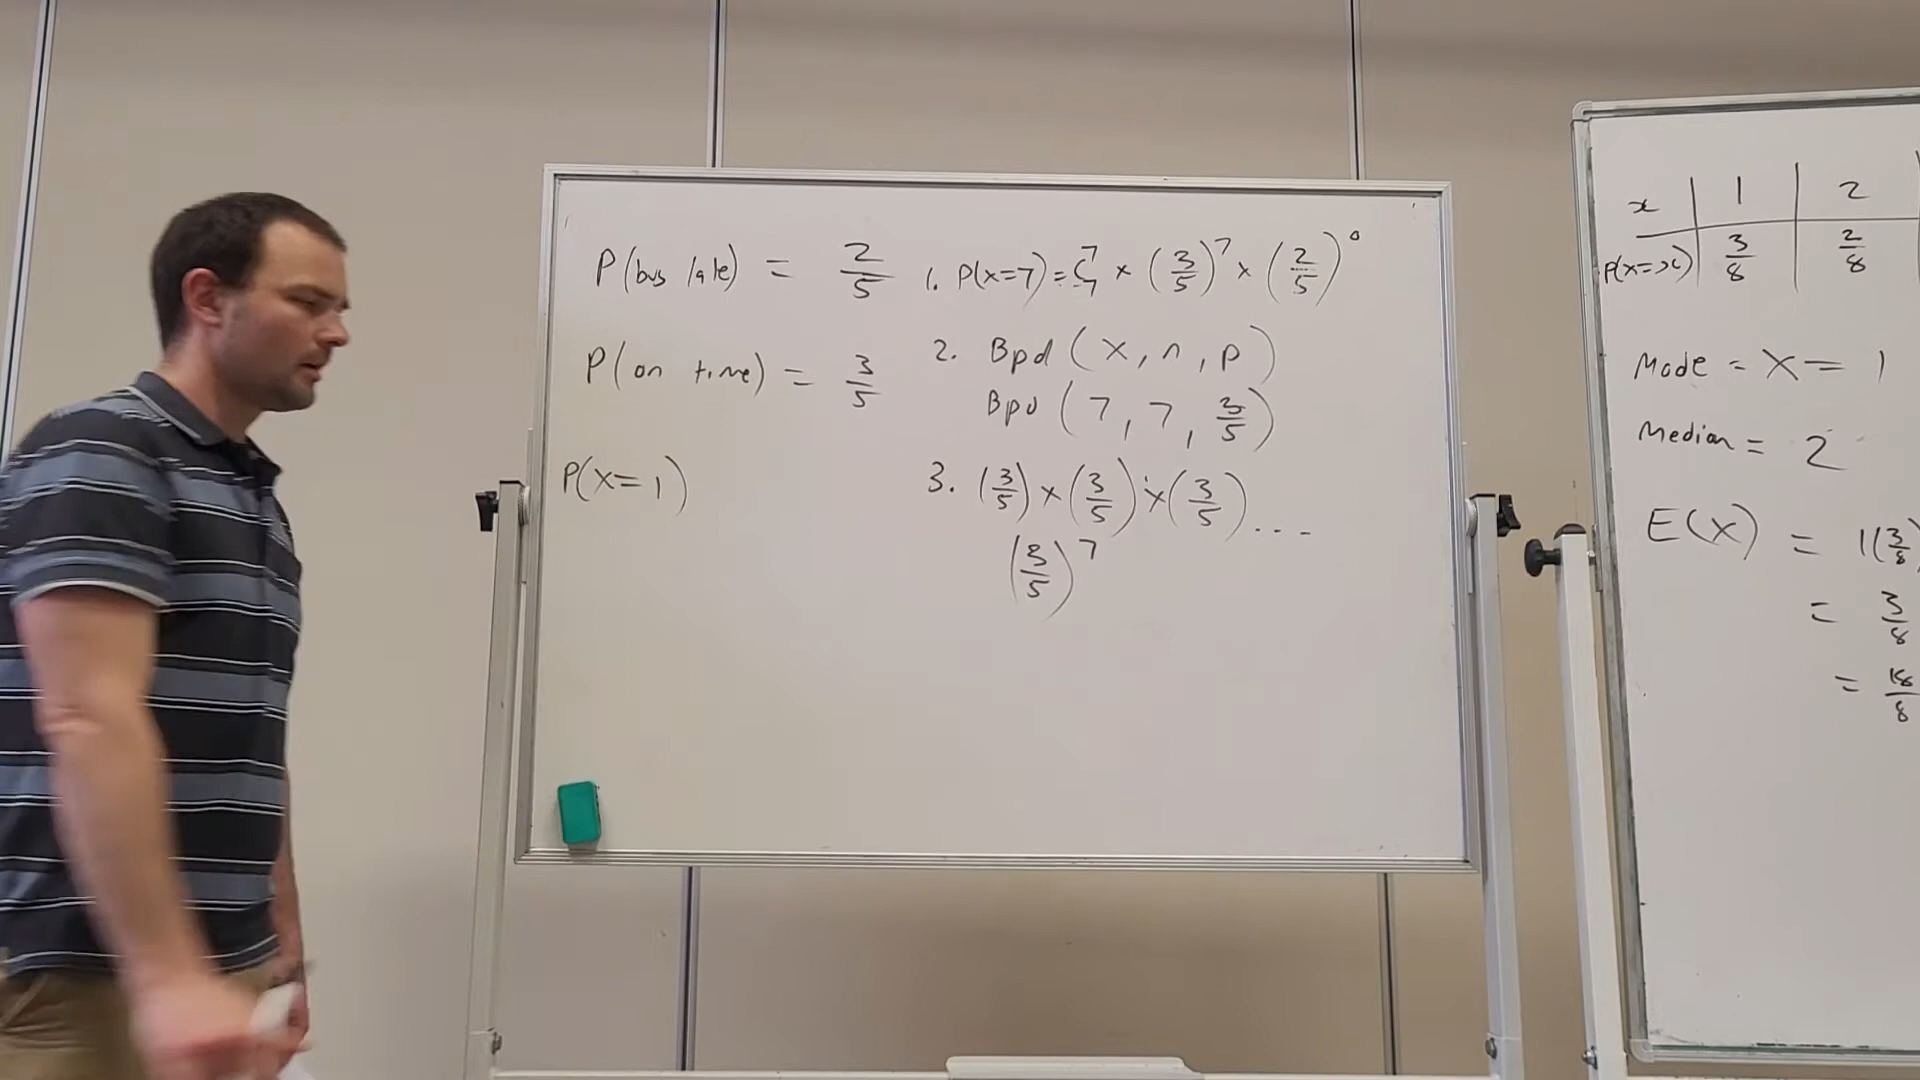 P(bus late) = 2/5
P(on time) = 3/5
P(X=1)
1. P(X=7) = C⁷₇ × (3/5)⁷ × (2/5)⁰
2. Bpd (X, n, p)
Bpd (7, 7, 3/5)
3. (3/5) × (3/5) × (3/5) ...
(3/5)⁷
x | 1 | 2
P(X=x) | 3/8 | 2/8
Mode = X = 1
Median = 2
E(X) = 1(3/8)
= 3/8
= 18/8